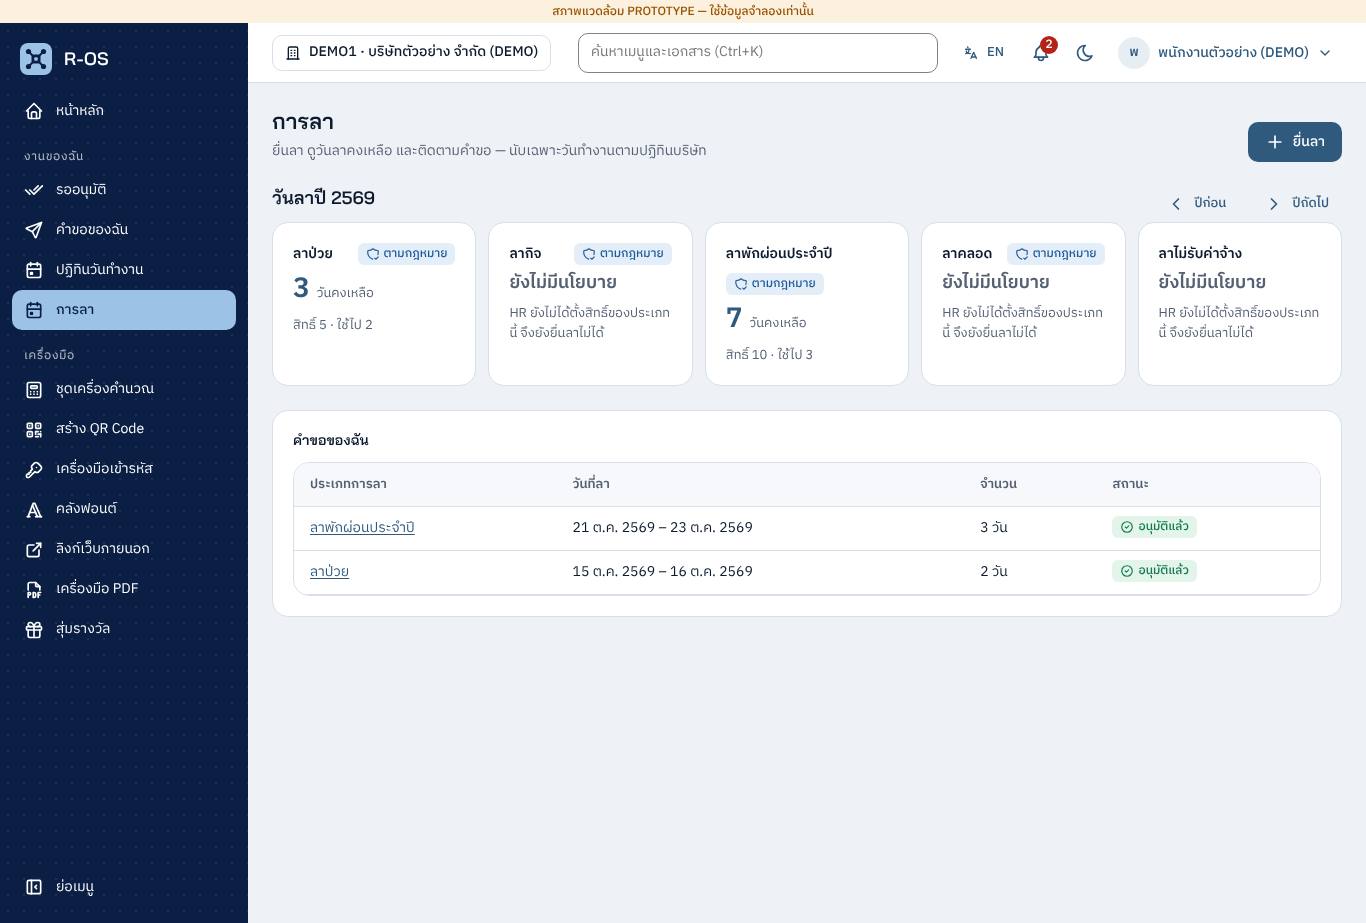 สภาพแวดล้อม PROTOTYPE — ใช้ข้อมูลจำลองเท่านั้น
R-OS
DEMO1 · บริษัทตัวอย่าง จำกัด (DEMO)
ค้นหาเมนูและเอกสาร (Ctrl+K)
EN
2
พ
พนักงานตัวอย่าง (DEMO)
หน้าหลัก
งานของฉัน
รออนุมัติ
คำขอของฉัน
ปฏิทินวันทำงาน
การลา
เครื่องมือ
ชุดเครื่องคำนวณ
สร้าง QR Code
เครื่องมือเข้ารหัส
คลังฟอนต์
ลิงก์เว็บภายนอก
เครื่องมือ PDF
สุ่มรางวัล
ย่อเมนู
การลา
ยื่นลา ดูวันลาคงเหลือ และติดตามคำขอ — นับเฉพาะวันทำงานตามปฏิทินบริษัท
ยื่นลา
วันลาปี 2569
ปีก่อน
ปีถัดไป
ลาป่วย
ตามกฎหมาย
3 วันคงเหลือ
สิทธิ์ 5 · ใช้ไป 2
ลากิจ
ตามกฎหมาย
ยังไม่มีนโยบาย
HR ยังไม่ได้ตั้งสิทธิ์ของประเภท
นี้ จึงยังยื่นลาไม่ได้
ลาพักผ่อนประจำปี
ตามกฎหมาย
7 วันคงเหลือ
สิทธิ์ 10 · ใช้ไป 3
ลาคลอด
ตามกฎหมาย
ยังไม่มีนโยบาย
HR ยังไม่ได้ตั้งสิทธิ์ของประเภท
นี้ จึงยังยื่นลาไม่ได้
ลาไม่รับค่าจ้าง
ยังไม่มีนโยบาย
HR ยังไม่ได้ตั้งสิทธิ์ของประเภท
นี้ จึงยังยื่นลาไม่ได้
คำขอของฉัน
ประเภทการลา วันที่ลา จำนวน สถานะ
ลาพักผ่อนประจำปี 21 ต.ค. 2569 – 23 ต.ค. 2569 3 วัน อนุมัติแล้ว
ลาป่วย 15 ต.ค. 2569 – 16 ต.ค. 2569 2 วัน อนุมัติแล้ว